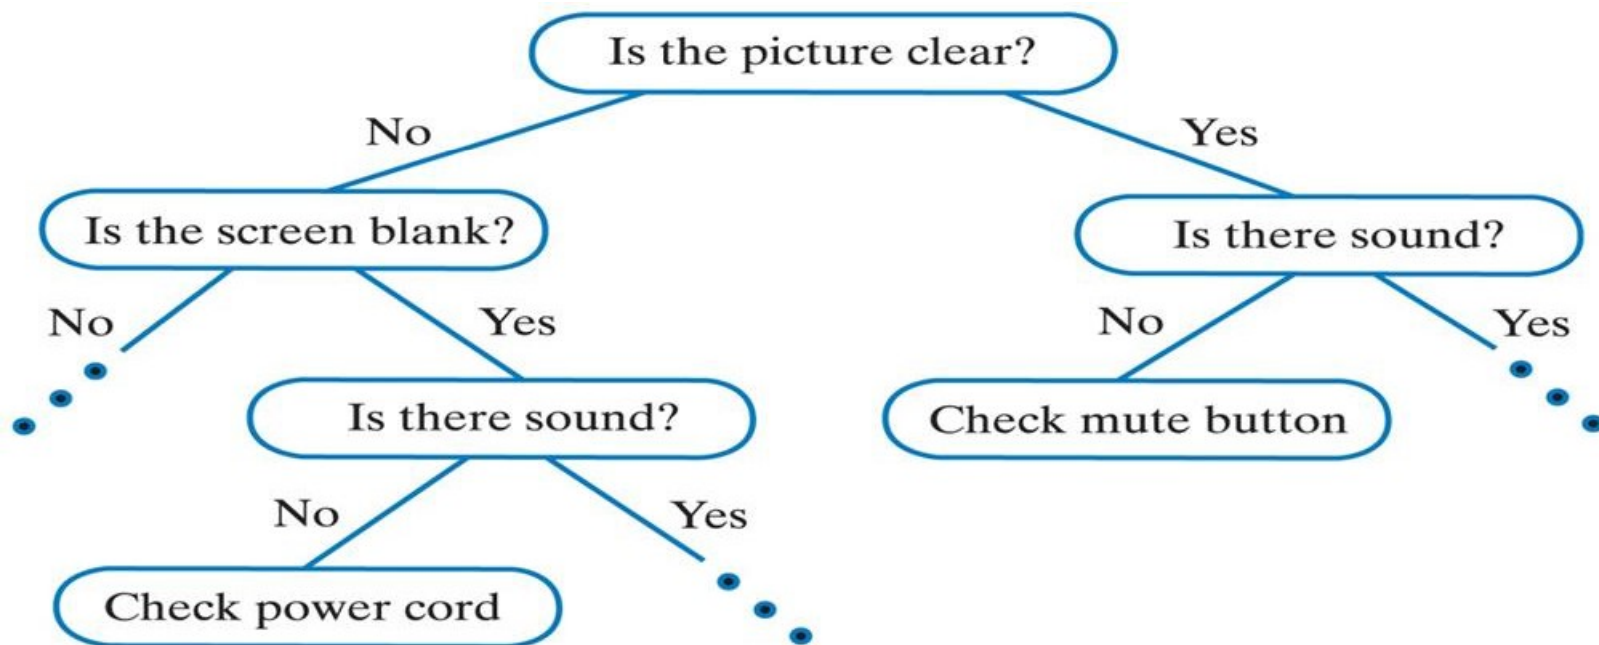 Is the picture clear?
No
Yes
Is the screen blank?
Is there sound?
No
Yes
No
Yes
Is there sound?
Check mute button
No
Yes
Check power cord